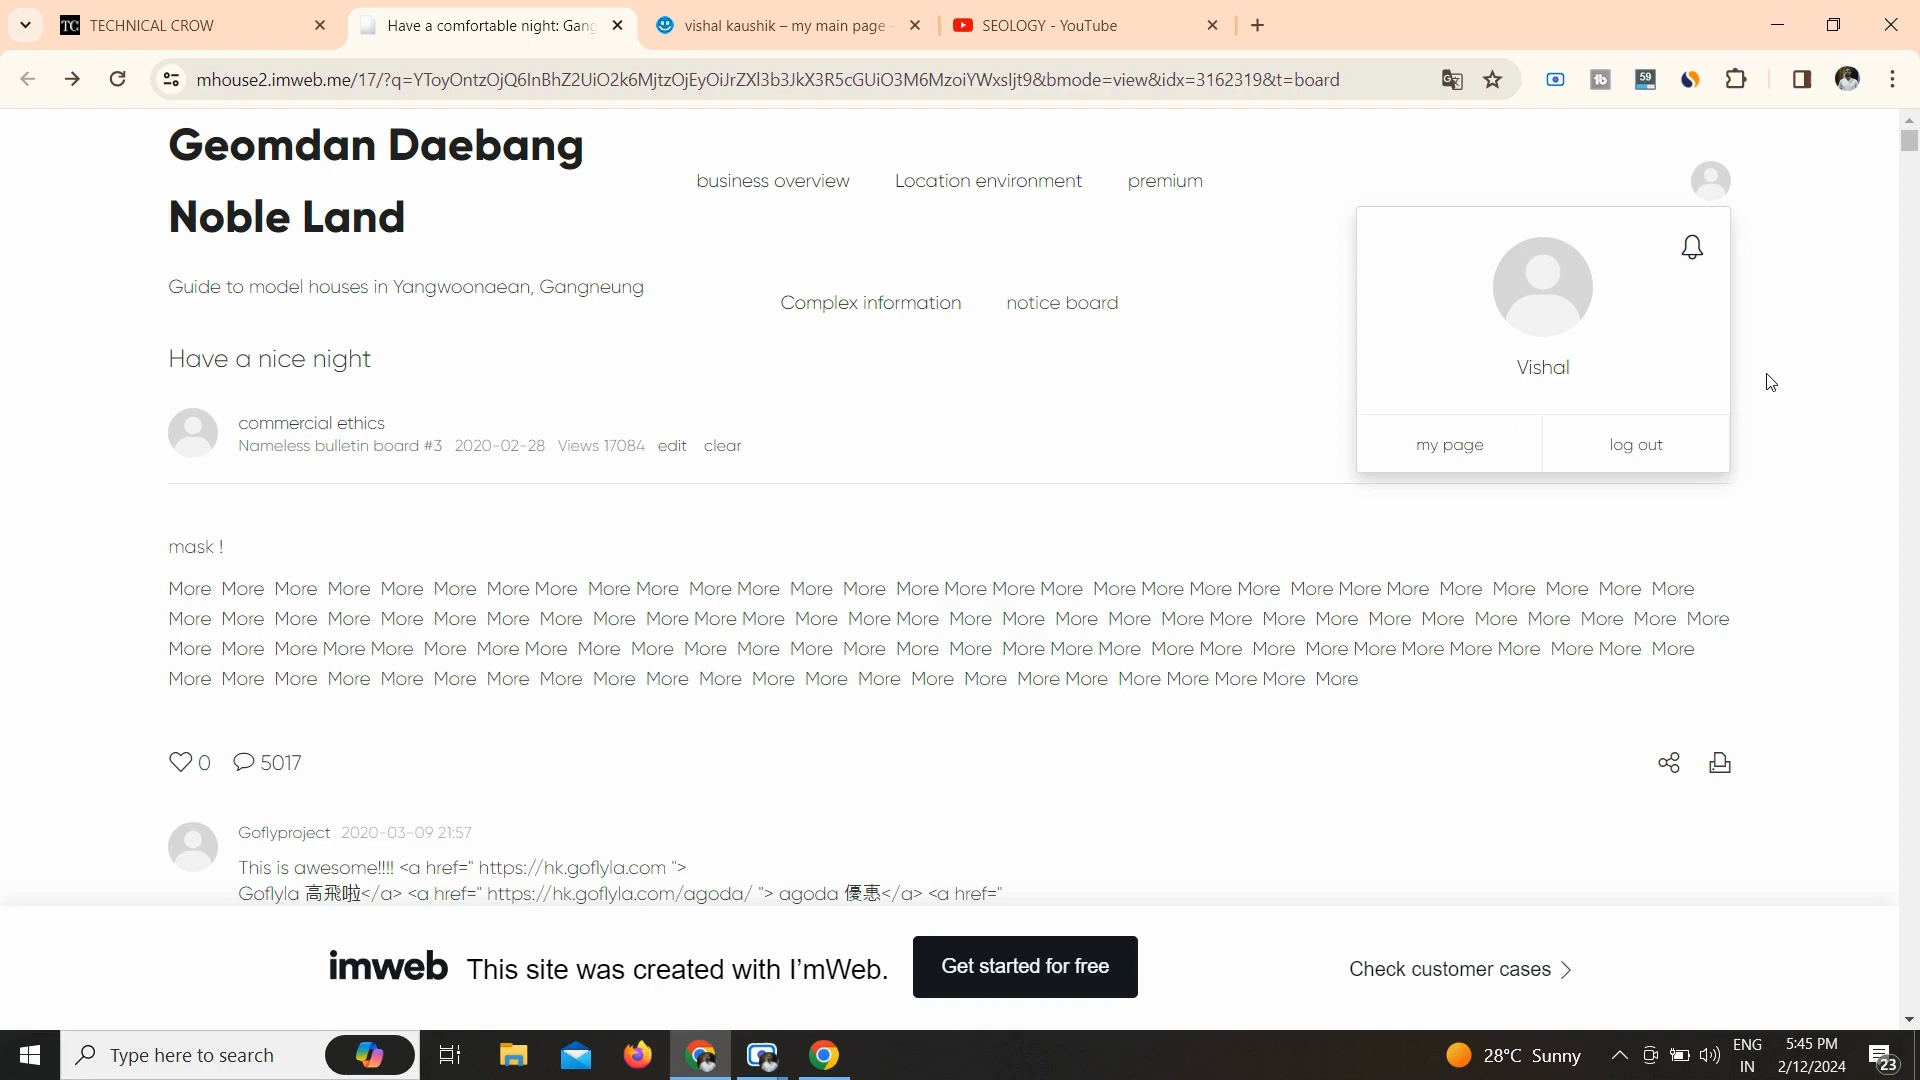 TECHNICAL CROW
Have a comfortable night: Gang
vishal kaushik – my main page
SEOLOGY - YouTube
mhouse2.imweb.me/17/?q=YToyOntzOjQ6InBhZ2UiO2k6MjtzOjEyOiJrZXl3b3JkX3R5cGUiO3M6MzoiYWxsIjt9&bmode=view&idx=3162319&t=board
59
Geomdan Daebang
Noble Land
business overview Location environment premium
Guide to model houses in Yangwoonaean, Gangneung
Complex information notice board
Have a nice night
Vishal
commercial ethics
Nameless bulletin board #3 2020-02-28 Views 17084 edit clear
my page log out
mask !
More More More More More More More More More More More More More More More More More More More More More More More More More More More More More More
More More More More More More More More More More More More More More More More More More More More More More More More More More More More More More
More More More More More More More More More More More More More More More More More More More More More More More More More More More More More More
More More More More More More More More More More More More More More More More More More More More More More More
0 5017
Goflyproject 2020-03-09 21:57
This is awesome!!!! <a href=" https://hk.goflyla.com ">
Goflyla 高飛啦</a> <a href=" https://hk.goflyla.com/agoda/ "> agoda 優惠</a> <a href="
imweb This site was created with I'mWeb. Get started for free Check customer cases
Type here to search
28°C Sunny
ENG
IN
5:45 PM
2/12/2024
23